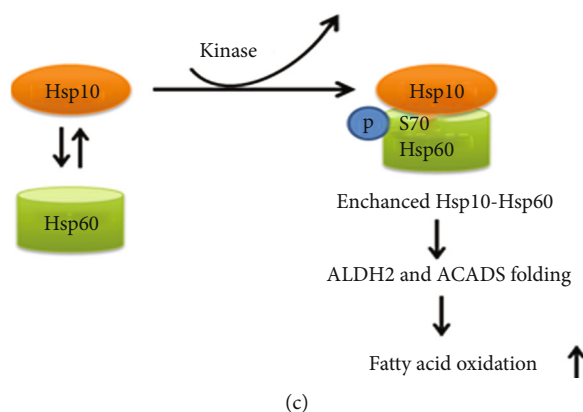 Kinase
Hsp10
Hsp60
Hsp10
p
S70
Hsp60
Enchanced Hsp10-Hsp60
ALDH2 and ACADS folding
Fatty acid oxidation
(c)